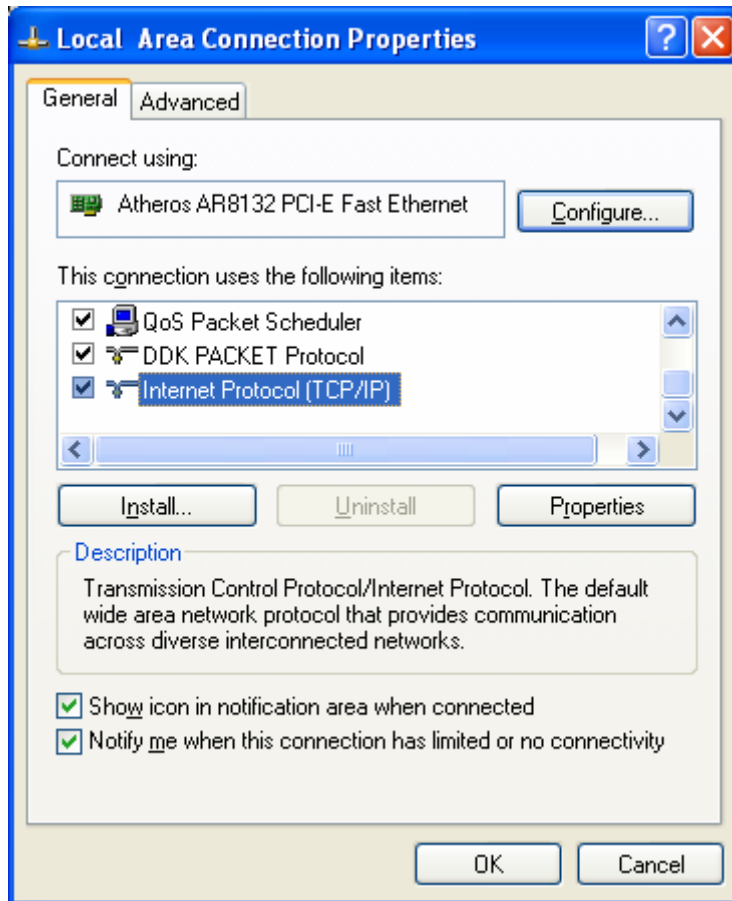 Local Area Connection Properties
General
Advanced
Connect using:
Atheros AR8132 PCI-E Fast Ethernet
Configure...
This connection uses the following items:
QoS Packet Scheduler
DDK PACKET Protocol
Internet Protocol (TCP/IP)
Install...
Uninstall
Properties
Description
Transmission Control Protocol/Internet Protocol. The default
wide area network protocol that provides communication
across diverse interconnected networks.
Show icon in notification area when connected
Notify me when this connection has limited or no connectivity
OK
Cancel